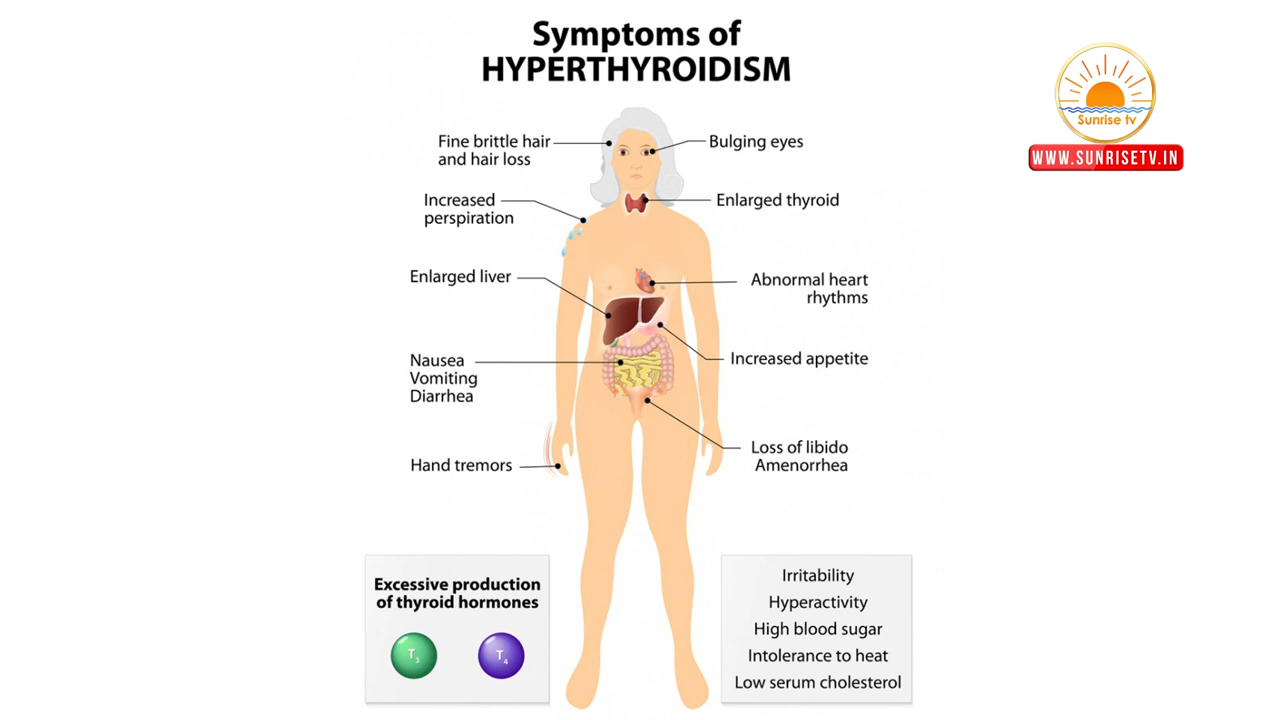 Symptoms of
HYPERTHYROIDISM
Sunrise tv
WWW.SUNRISETV.IN
Fine brittle hair
and hair loss
Bulging eyes
Increased
perspiration
Enlarged thyroid
Enlarged liver
Abnormal heart
rhythms
Nausea
Vomiting
Diarrhea
Increased appetite
Hand tremors
Loss of libido
Amenorrhea
Excessive production
of thyroid hormones
T3
T4
Irritability
Hyperactivity
High blood sugar
Intolerance to heat
Low serum cholesterol